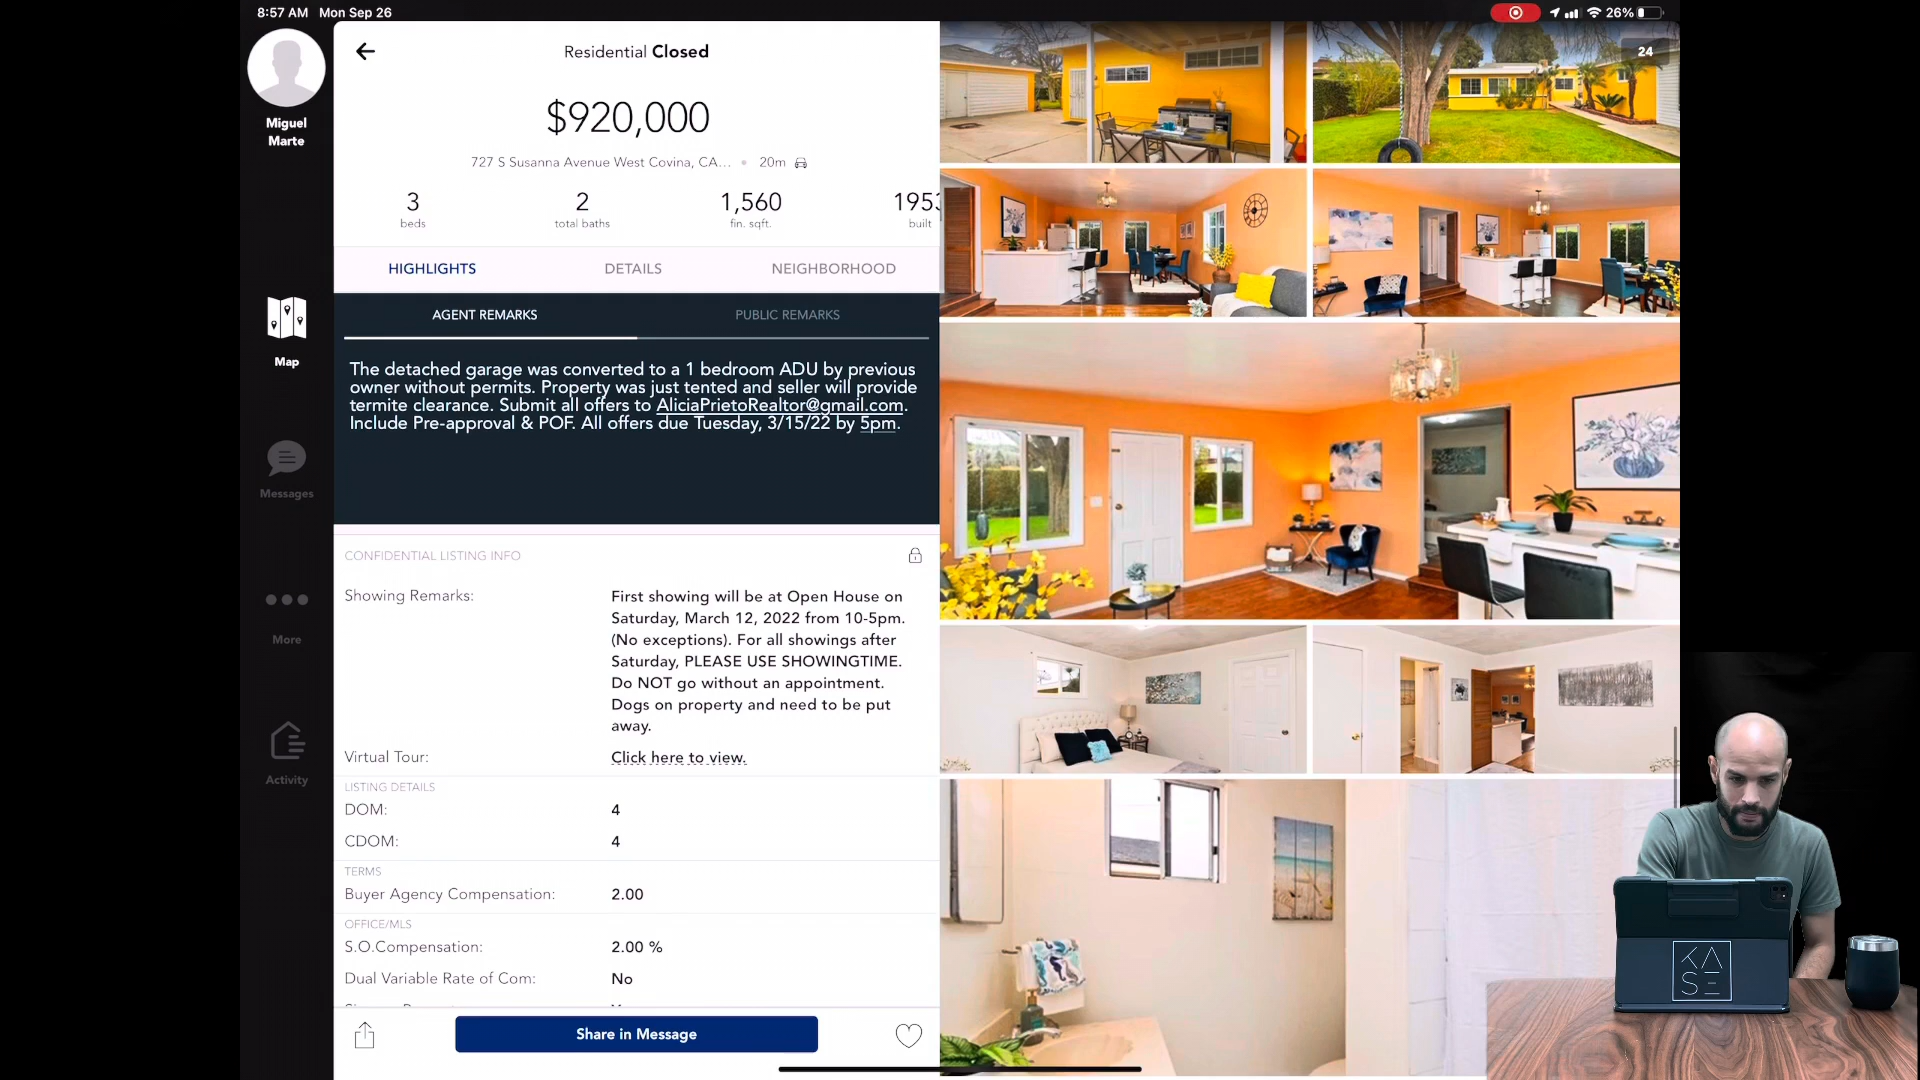 8:57 AM Mon Sep 26
26%
Miguel
Marte
Map
Messages
More
Activity
Residential Closed
$920,000
727 S Susanna Avenue West Covina, CA... • 20m
3
beds
2
total baths
1,560
fin. sqft.
1953
built
HIGHLIGHTS
DETAILS
NEIGHBORHOOD
AGENT REMARKS
PUBLIC REMARKS
The detached garage was converted to a 1 bedroom ADU by previous
owner without permits. Property was just tented and seller will provide
termite clearance. Submit all offers to AliciaPrietoRealtor@gmail.com.
Include Pre-approval & POF. All offers due Tuesday, 3/15/22 by 5pm.
CONFIDENTIAL LISTING INFO
Showing Remarks:
First showing will be at Open House on
Saturday, March 12, 2022 from 10-5pm.
(No exceptions). For all showings after
Saturday, PLEASE USE SHOWINGTIME.
Do NOT go without an appointment.
Dogs on property and need to be put
away.
Virtual Tour:
Click here to view.
LISTING DETAILS
DOM:
4
CDOM:
4
TERMS
Buyer Agency Compensation:
2.00
OFFICE/MLS
S.O.Compensation:
2.00 %
Dual Variable Rate of Com:
No
Share in Message
24
KA
SE